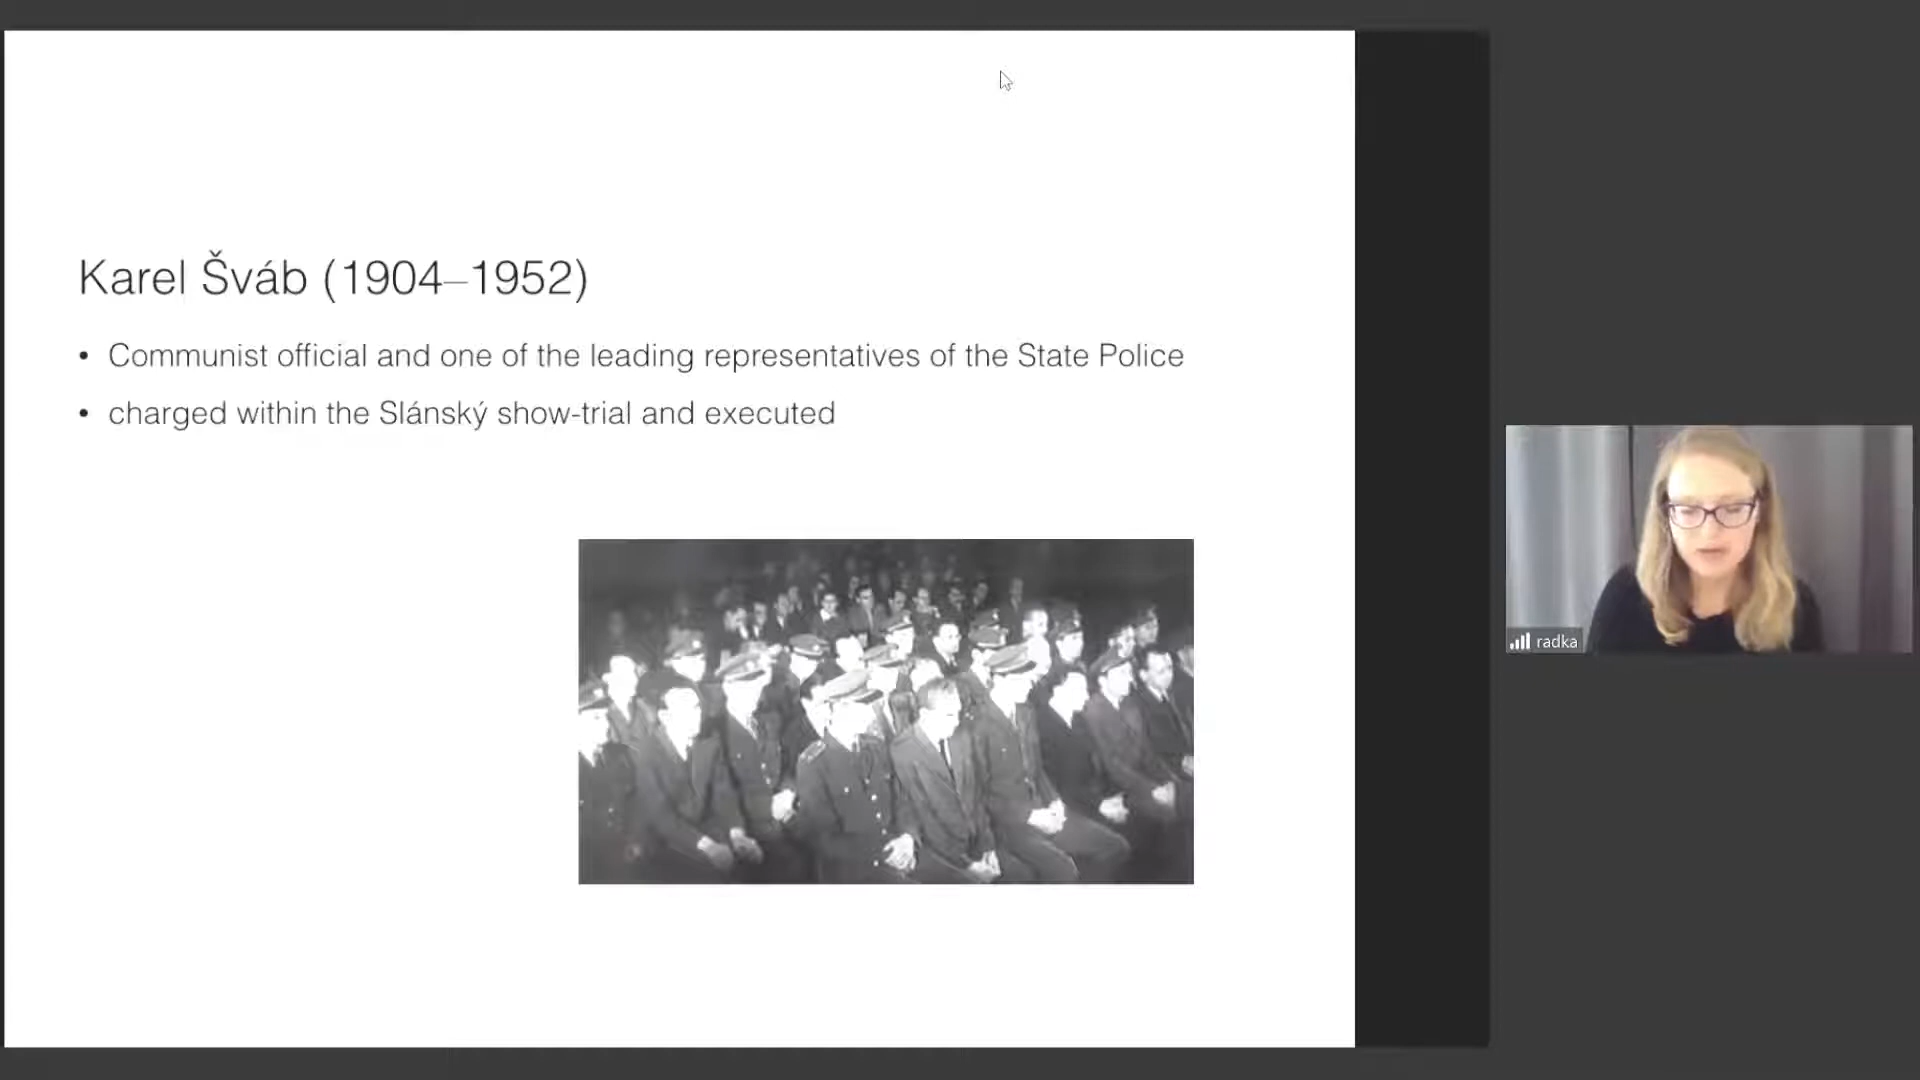 Karel Šváb (1904–1952)
• Communist official and one of the leading representatives of the State Police
• charged within the Slánský show-trial and executed
radka